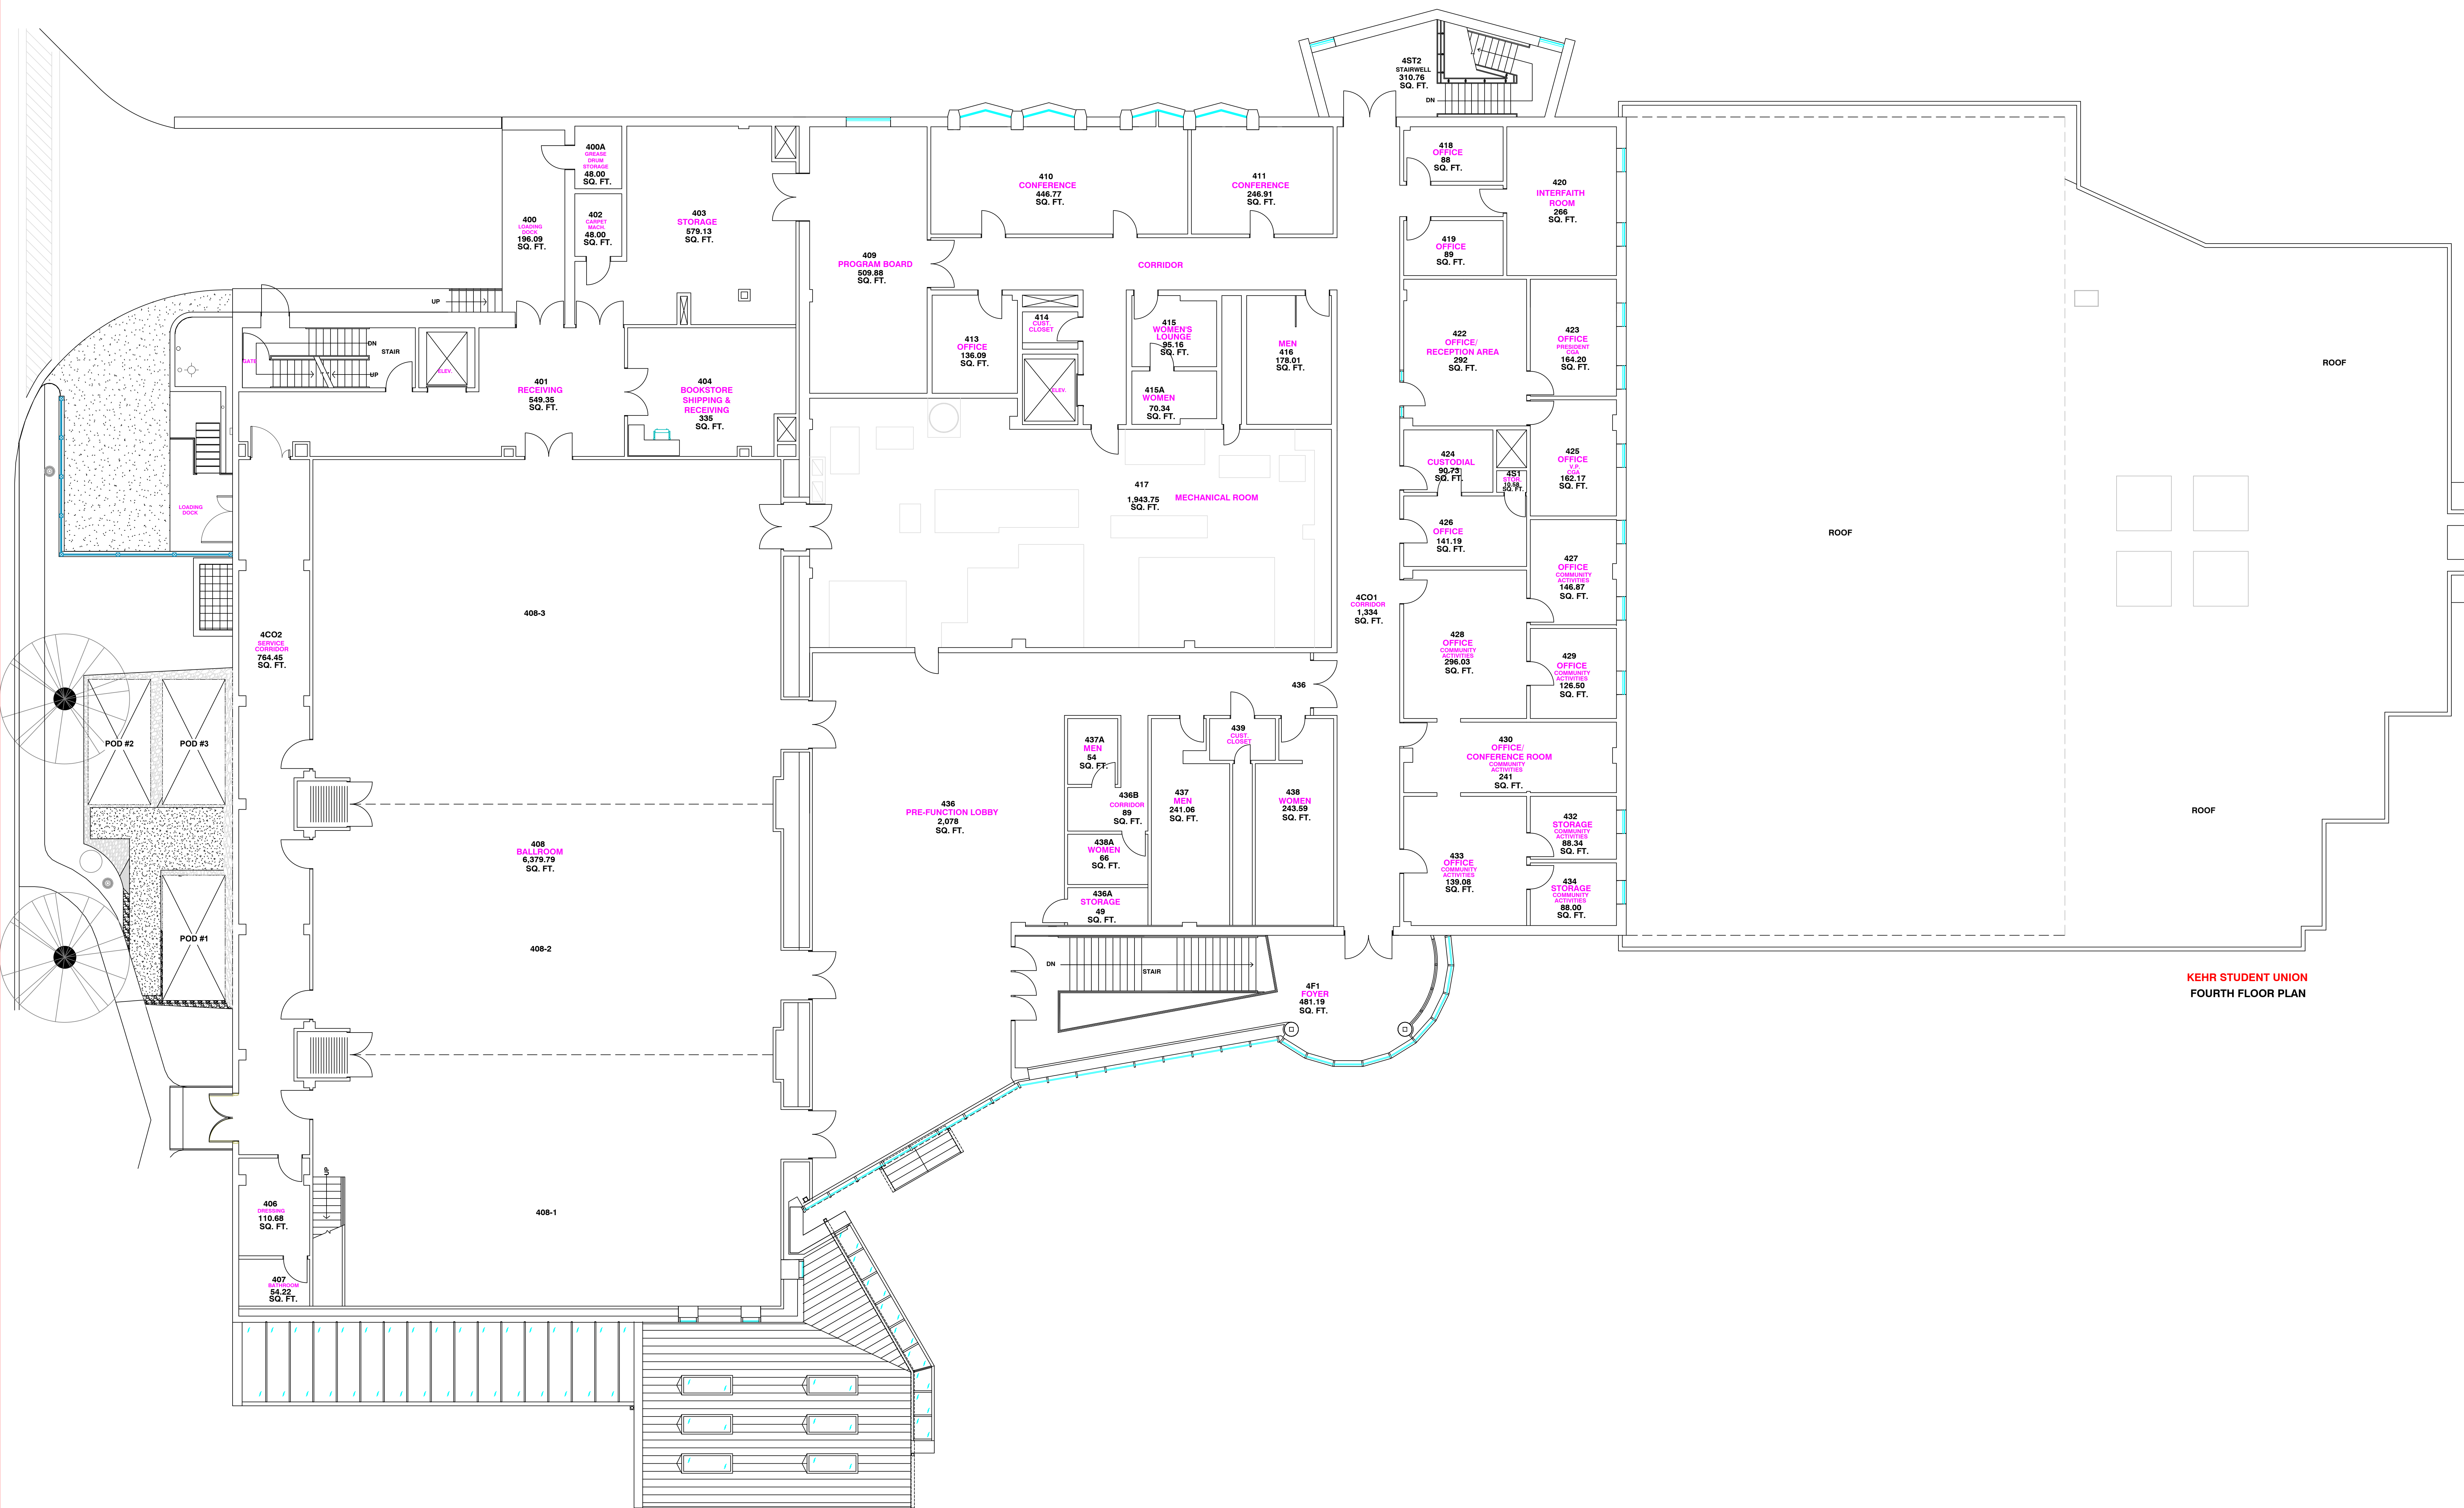 4ST2
STAIRWELL
310.76
SQ. FT.
DN
400A
GREASE
DRUM
STORAGE
48.00
SQ. FT.
402
CARPET
MACH.
48.00
SQ. FT.
400
LOADING
DOCK
196.09
SQ. FT.
403
STORAGE
579.13
SQ. FT.
409
PROGRAM BOARD
509.88
SQ. FT.
410
CONFERENCE
446.77
SQ. FT.
411
CONFERENCE
246.91
SQ. FT.
418
OFFICE
88
SQ. FT.
420
INTERFAITH
ROOM
266
SQ. FT.
419
OFFICE
89
SQ. FT.
CORRIDOR
UP
DN
STAIR
GATE
UP
ELEV.
401
RECEIVING
549.35
SQ. FT.
404
BOOKSTORE
SHIPPING &
RECEIVING
335
SQ. FT.
413
OFFICE
136.09
SQ. FT.
414
CUST.
CLOSET
ELEV.
415
WOMEN'S
LOUNGE
95.16
SQ. FT.
415A
WOMEN
70.34
SQ. FT.
MEN
416
178.01
SQ. FT.
422
OFFICE/
RECEPTION AREA
292
SQ. FT.
423
OFFICE
PRESIDENT
CGA
164.20
SQ. FT.
ROOF
424
CUSTODIAL
90.73
SQ. FT.
4S1
STOR.
10.58
SQ. FT.
425
OFFICE
V.P.
CGA
162.17
SQ. FT.
LOADING
DOCK
417
1,943.75
SQ. FT.
MECHANICAL ROOM
426
OFFICE
141.19
SQ. FT.
ROOF
427
OFFICE
COMMUNITY
ACTIVITIES
146.87
SQ. FT.
408-3
4CO1
CORRIDOR
1,334
SQ. FT.
4CO2
SERVICE
CORRIDOR
764.45
SQ. FT.
428
OFFICE
COMMUNITY
ACTIVITIES
296.03
SQ. FT.
429
OFFICE
COMMUNITY
ACTIVITIES
126.50
SQ. FT.
436
POD #2
POD #3
437A
MEN
54
SQ. FT.
439
CUST.
CLOSET
430
OFFICE/
CONFERENCE ROOM
COMMUNITY
ACTIVITIES
241
SQ. FT.
436
PRE-FUNCTION LOBBY
2,078
SQ. FT.
436B
CORRIDOR
89
SQ. FT.
437
MEN
241.06
SQ. FT.
438
WOMEN
243.59
SQ. FT.
432
STORAGE
COMMUNITY
ACTIVITIES
88.34
SQ. FT.
ROOF
408
BALLROOM
6,379.79
SQ. FT.
438A
WOMEN
66
SQ. FT.
433
OFFICE
COMMUNITY
ACTIVITIES
139.08
SQ. FT.
434
STORAGE
COMMUNITY
ACTIVITIES
88.00
SQ. FT.
436A
STORAGE
49
SQ. FT.
POD #1
408-2
DN
STAIR
4F1
FOYER
481.19
SQ. FT.
KEHR STUDENT UNION
FOURTH FLOOR PLAN
UP
406
DRESSING
110.68
SQ. FT.
408-1
407
BATHROOM
54.22
SQ. FT.